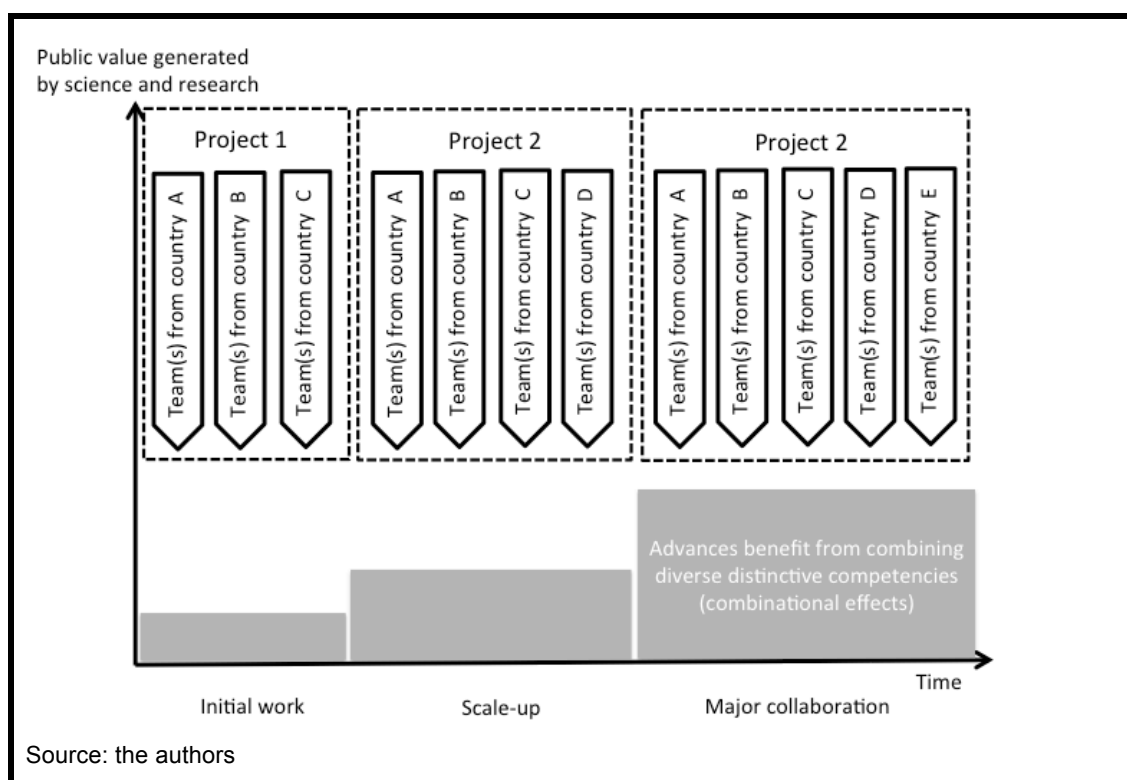 Public value generated
by science and research
Project 1
Team(s) from country A
Team(s) from country B
Team(s) from country C
Project 2
Team(s) from country A
Team(s) from country B
Team(s) from country C
Team(s) from country D
Project 2
Team(s) from country A
Team(s) from country B
Team(s) from country C
Team(s) from country D
Team(s) from country E
Advances benefit from combining
diverse distinctive competencies
(combinational effects)
Time
Initial work
Scale-up
Major collaboration
Source: the authors